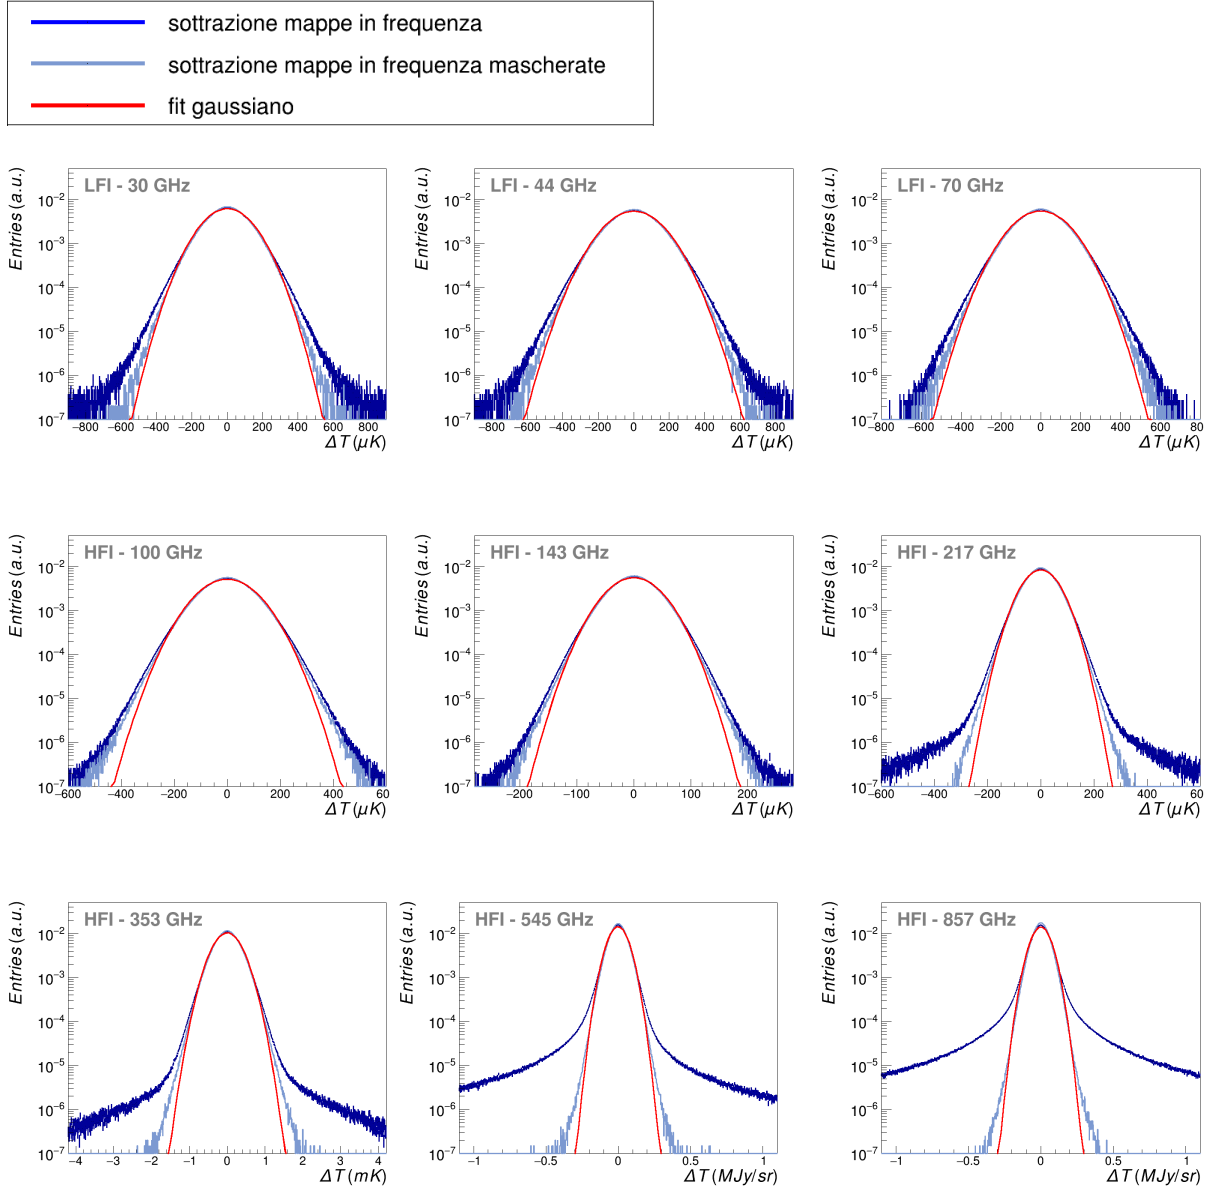 sottrazione mappe in frequenza
sottrazione mappe in frequenza mascherate
fit gaussiano
LFI - 30 GHz
Entries (a.u.)
10⁻²
10⁻³
10⁻⁴
10⁻⁵
10⁻⁶
10⁻⁷
−800 −600 −400 −200 0 200 400 600 800
ΔT (μK)
LFI - 44 GHz
Entries (a.u.)
10⁻²
10⁻³
10⁻⁴
10⁻⁵
10⁻⁶
10⁻⁷
−800 −600 −400 −200 0 200 400 600 800
ΔT (μK)
LFI - 70 GHz
Entries (a.u.)
10⁻²
10⁻³
10⁻⁴
10⁻⁵
10⁻⁶
10⁻⁷
−800 −600 −400 −200 0 200 400 600 80
ΔT (μK)
HFI - 100 GHz
Entries (a.u.)
10⁻²
10⁻³
10⁻⁴
10⁻⁵
10⁻⁶
10⁻⁷
−600 −400 −200 0 200 400 60
ΔT (μK)
HFI - 143 GHz
Entries (a.u.)
10⁻²
10⁻³
10⁻⁴
10⁻⁵
10⁻⁶
10⁻⁷
−200 −100 0 100 200
ΔT (μK)
HFI - 217 GHz
Entries (a.u.)
10⁻²
10⁻³
10⁻⁴
10⁻⁵
10⁻⁶
10⁻⁷
−600 −400 −200 0 200 400 60
ΔT (μK)
HFI - 353 GHz
Entries (a.u.)
10⁻²
10⁻³
10⁻⁴
10⁻⁵
10⁻⁶
10⁻⁷
−4 −3 −2 −1 0 1 2 3 4
ΔT (mK)
HFI - 545 GHz
Entries (a.u.)
10⁻²
10⁻³
10⁻⁴
10⁻⁵
10⁻⁶
10⁻⁷
−1 −0.5 0 0.5 1
ΔT (MJy/sr)
HFI - 857 GHz
Entries (a.u.)
10⁻²
10⁻³
10⁻⁴
10⁻⁵
10⁻⁶
10⁻⁷
−1 −0.5 0 0.5 1
ΔT (MJy/sr)